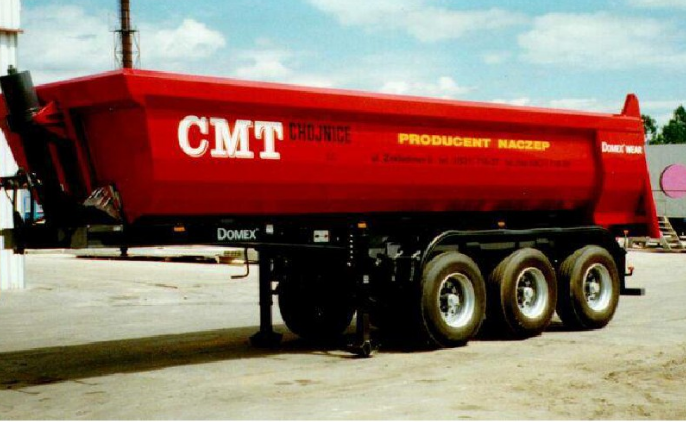 CMT CHOJNICE
PRODUCENT NACZEP
DOMEX WEAR
DOMEX